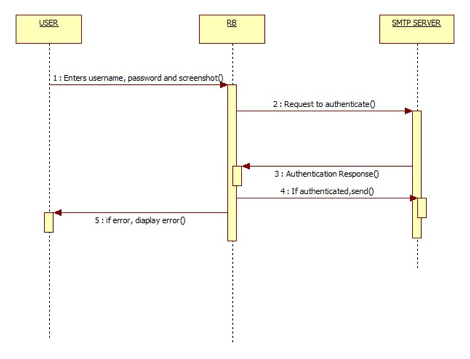 USER
RB
SMTP SERVER
1 : Enters username, password and screenshot()
2 : Request to authenticate()
3 : Authentication Response()
4 : If authenticated,send()
5 : if error, diaplay error()